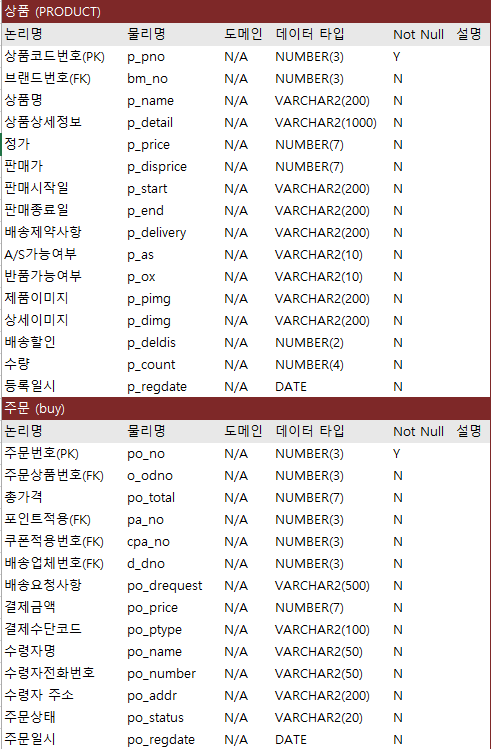 상품 (PRODUCT)
논리명 물리명 도메인 데이터 타입 Not Null 설명
상품코드번호(PK) p_pno N/A NUMBER(3) Y
브랜드번호(FK) bm_no N/A NUMBER(3) N
상품명 p_name N/A VARCHAR2(200) N
상품상세정보 p_detail N/A VARCHAR2(1000) N
정가 p_price N/A NUMBER(7) N
판매가 p_disprice N/A NUMBER(7) N
판매시작일 p_start N/A VARCHAR2(200) N
판매종료일 p_end N/A VARCHAR2(200) N
배송제약사항 p_delivery N/A VARCHAR2(200) N
A/S가능여부 p_as N/A VARCHAR2(10) N
반품가능여부 p_ox N/A VARCHAR2(10) N
제품이미지 p_pimg N/A VARCHAR2(200) N
상세이미지 p_dimg N/A VARCHAR2(200) N
배송할인 p_deldis N/A NUMBER(2) N
수량 p_count N/A NUMBER(4) N
등록일시 p_regdate N/A DATE N
주문 (buy)
논리명 물리명 도메인 데이터 타입 Not Null 설명
주문번호(PK) po_no N/A NUMBER(3) Y
주문상품번호(FK) o_odno N/A NUMBER(3) N
총가격 po_total N/A NUMBER(7) N
포인트적용(FK) pa_no N/A NUMBER(3) N
쿠폰적용번호(FK) cpa_no N/A NUMBER(3) N
배송업체번호(FK) d_dno N/A NUMBER(3) N
배송요청사항 po_drequest N/A VARCHAR2(500) N
결제금액 po_price N/A NUMBER(7) N
결제수단코드 po_ptype N/A VARCHAR2(100) N
수령자명 po_name N/A VARCHAR2(50) N
수령자전화번호 po_number N/A VARCHAR2(50) N
수령자 주소 po_addr N/A VARCHAR2(200) N
주문상태 po_status N/A VARCHAR2(20) N
주문일시 po_regdate N/A DATE N